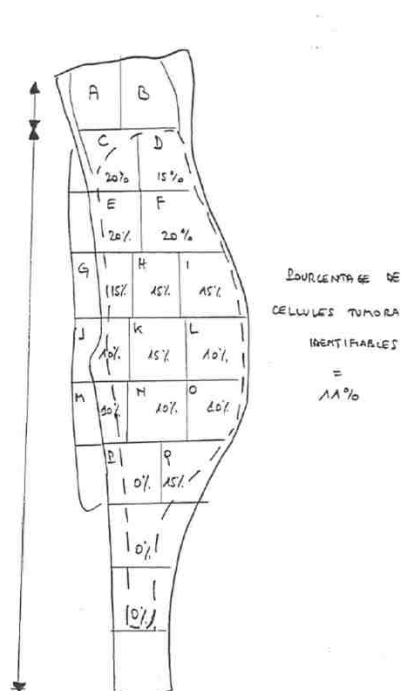 A B
C D
20% 15%
E F
20% 20%
G H I
15% 15% 15%
J K L
10% 15% 10%
M N O
10% 10% 10%
P Q
0% 15%
0%
0%
POURCENTAGE DE
CELLULES TUMORA
IDENTIFIABLES
=
11%